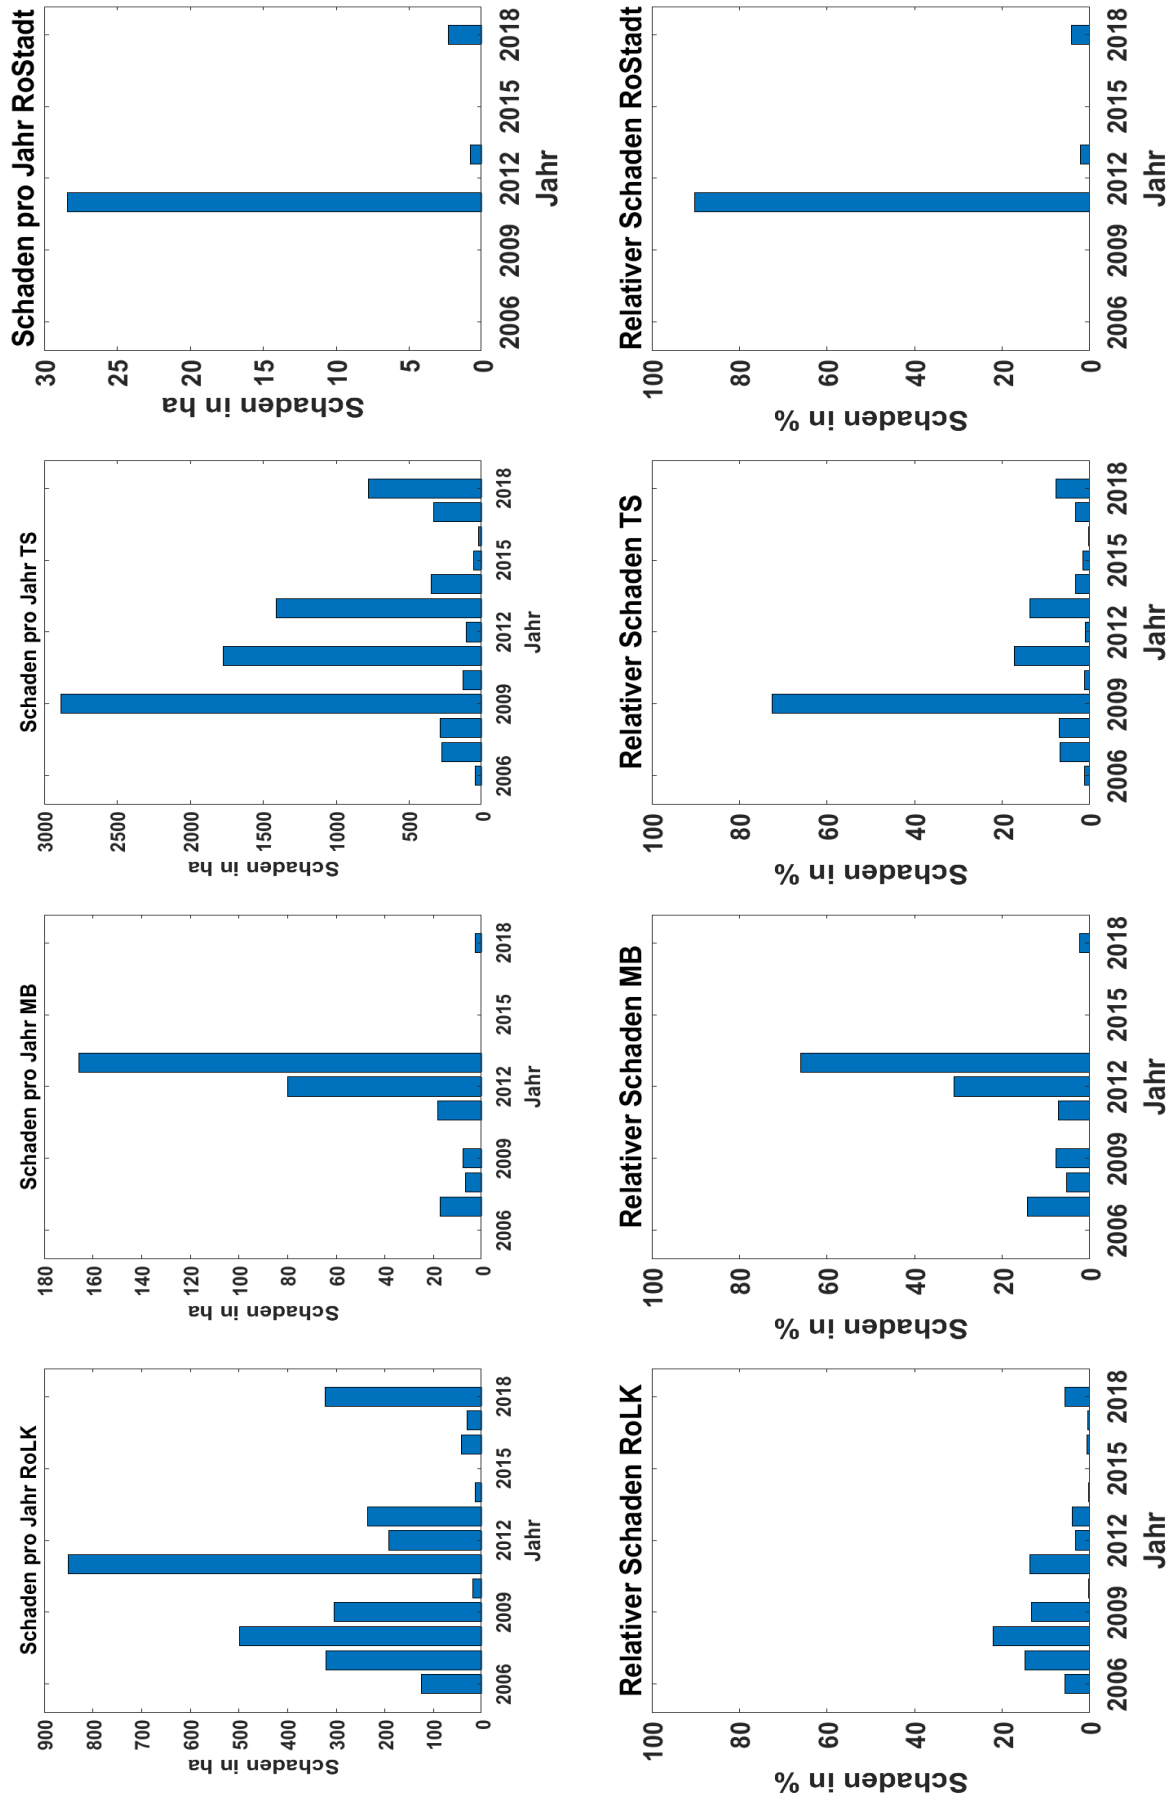 Schaden pro Jahr RoLK
Schaden in ha
900
800
700
600
500
400
300
200
100
0
2006 2009 2012 2015 2018
Jahr
Schaden pro Jahr MB
Schaden in ha
180
160
140
120
100
80
60
40
20
0
2006 2009 2012 2015 2018
Jahr
Schaden pro Jahr TS
Schaden in ha
3000
2500
2000
1500
1000
500
0
2006 2009 2012 2015 2018
Jahr
Schaden pro Jahr RoStadt
Schaden in ha
30
25
20
15
10
5
0
2006 2009 2012 2015 2018
Jahr
Relativer Schaden RoLK
Schaden in %
100
80
60
40
20
0
2006 2009 2012 2015 2018
Jahr
Relativer Schaden MB
Schaden in %
100
80
60
40
20
0
2006 2009 2012 2015 2018
Jahr
Relativer Schaden TS
Schaden in %
100
80
60
40
20
0
2006 2009 2012 2015 2018
Jahr
Relativer Schaden RoStadt
Schaden in %
100
80
60
40
20
0
2006 2009 2012 2015 2018
Jahr